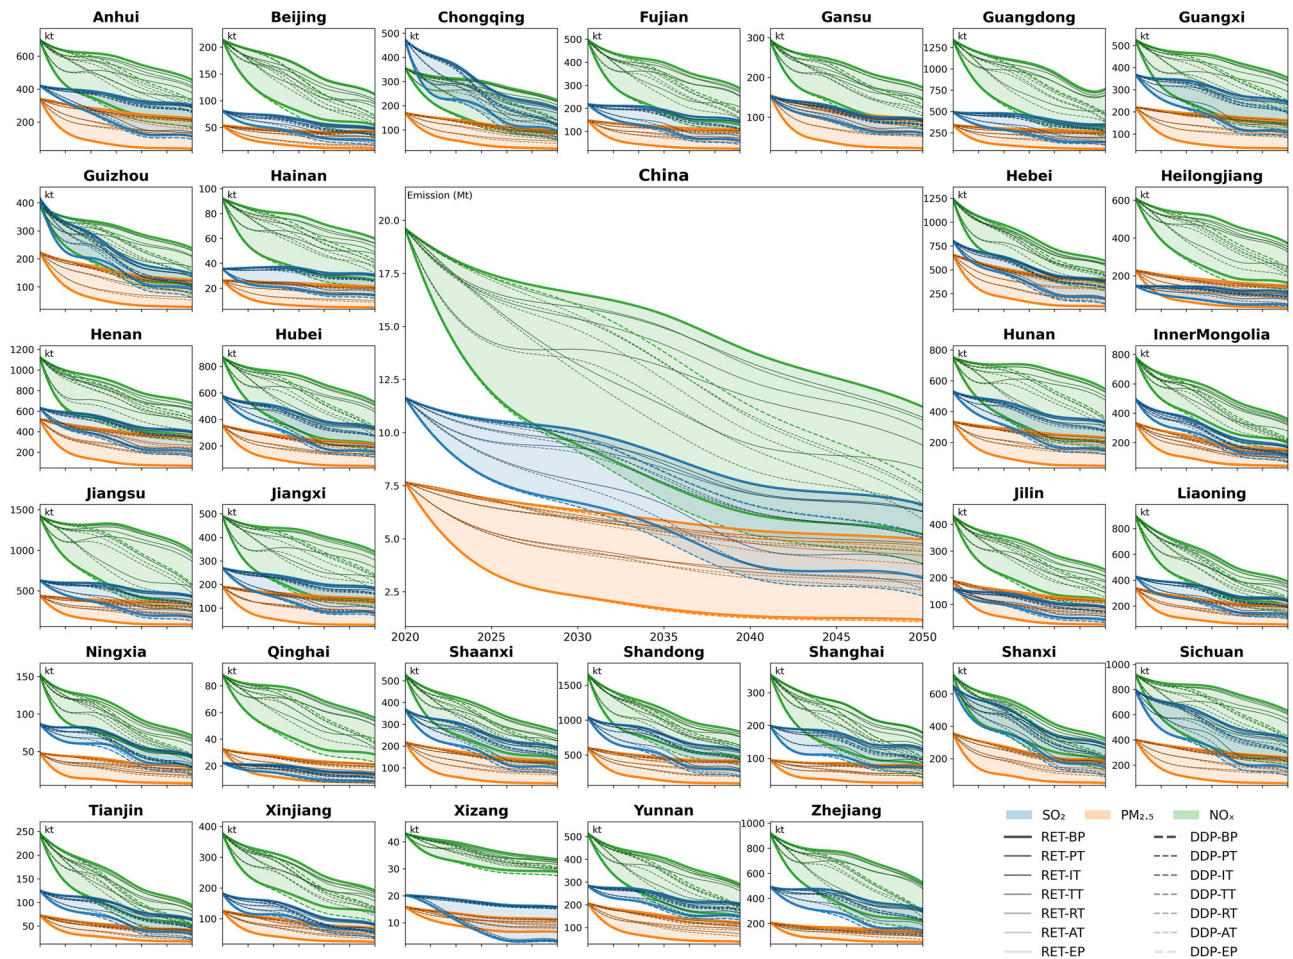 Anhui
Beijing
Chongqing
Fujian
Gansu
Guangdong
Guangxi
kt
600
400
200
kt
200
150
100
50
kt
500
400
300
200
100
kt
500
400
300
200
100
kt
300
200
100
kt
1250
1000
750
500
250
kt
500
400
300
200
100
Guizhou
Hainan
China
Hebei
Heilongjiang
kt
400
300
200
100
kt
100
80
60
40
20
Emission (Mt)
20.0
17.5
15.0
12.5
10.0
7.5
5.0
2.5
2020
2025
2030
2035
2040
2045
2050
kt
1250
1000
750
500
250
kt
600
400
200
Henan
Hubei
Hunan
InnerMongolia
kt
1200
1000
800
600
400
200
kt
800
600
400
200
kt
800
600
400
200
kt
800
600
400
200
Jiangsu
Jiangxi
Jilin
Liaoning
kt
1500
1000
500
kt
500
400
300
200
100
kt
400
300
200
100
kt
800
600
400
200
Ningxia
Qinghai
Shaanxi
Shandong
Shanghai
Shanxi
Sichuan
kt
150
100
50
kt
80
60
40
20
kt
500
400
300
200
100
kt
1500
1000
500
kt
300
200
100
kt
600
400
200
kt
1000
800
600
400
200
Tianjin
Xinjiang
Xizang
Yunnan
Zhejiang
kt
250
200
150
100
50
kt
400
300
200
100
kt
40
30
20
10
kt
500
400
300
200
100
kt
1000
800
600
400
200
SO₂ PM₂.₅ NOₓ
RET-BP DDP-BP
RET-PT DDP-PT
RET-IT DDP-IT
RET-TT DDP-TT
RET-RT DDP-RT
RET-AT DDP-AT
RET-EP DDP-EP